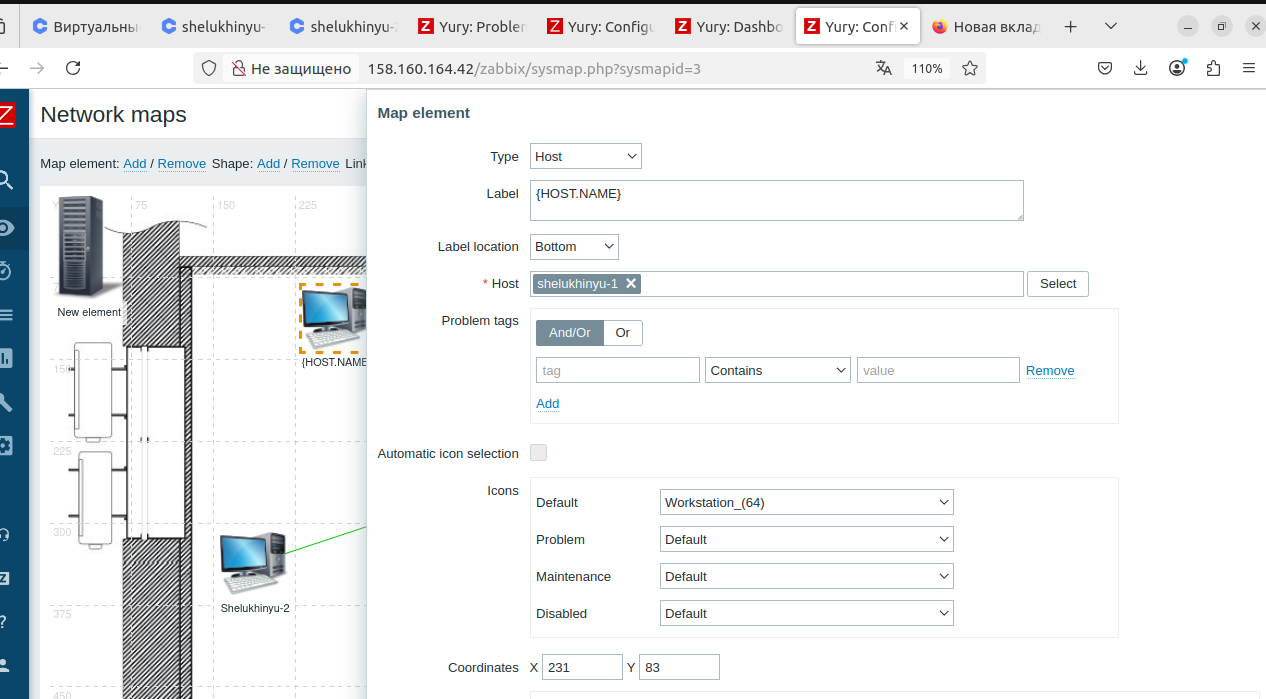 Виртуальны
shelukhinyu-
shelukhinyu-
Z Yury: Problem
Z Yury: Configu
Z Yury: Dashbo
Z Yury: Confi
Новая вклад
Не защищено 158.160.164.42/zabbix/sysmap.php?sysmapid=3 110%
Z
Network maps
Map element: Add / Remove Shape: Add / Remove Link
75 150 225
New element
{HOST.NAME
150
225
300
Shelukhinyu-2
375
450
Map element
Type Host
Label {HOST.NAME}
Label location Bottom
* Host shelukhinyu-1 Select
Problem tags
And/Or Or
tag Contains value Remove
Add
Automatic icon selection
Icons
Default Workstation_(64)
Problem Default
Maintenance Default
Disabled Default
Coordinates X 231 Y 83